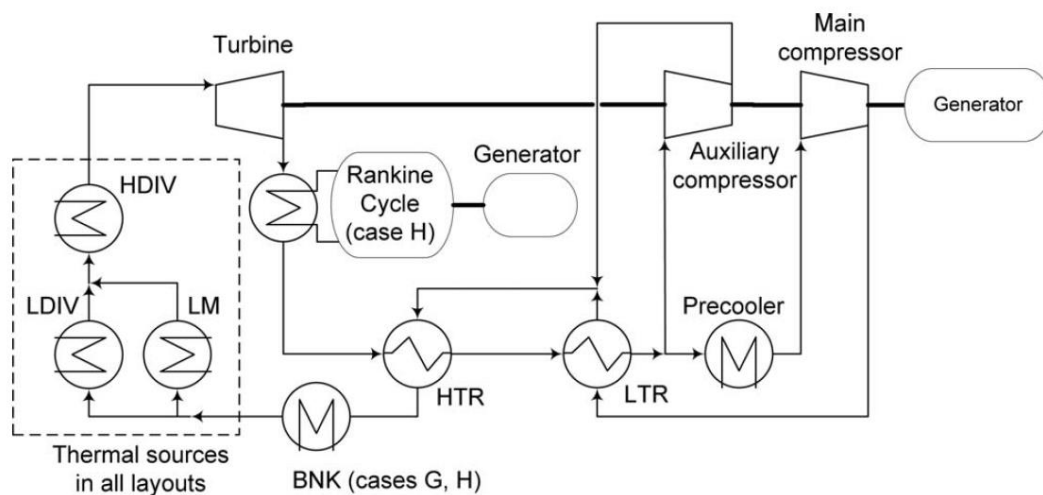 Turbine
Main
compressor
Generator
Auxiliary
compressor
HDIV
Rankine
Cycle
(case H)
Generator
LDIV
LM
Precooler
HTR
LTR
Thermal sources
in all layouts
BNK (cases G, H)